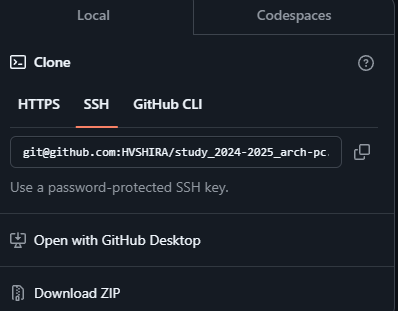 Local Codespaces
Clone
HTTPS SSH GitHub CLI
git@github.com:HVSHIRA/study_2024-2025_arch-pc.
Use a password-protected SSH key.
Open with GitHub Desktop
Download ZIP